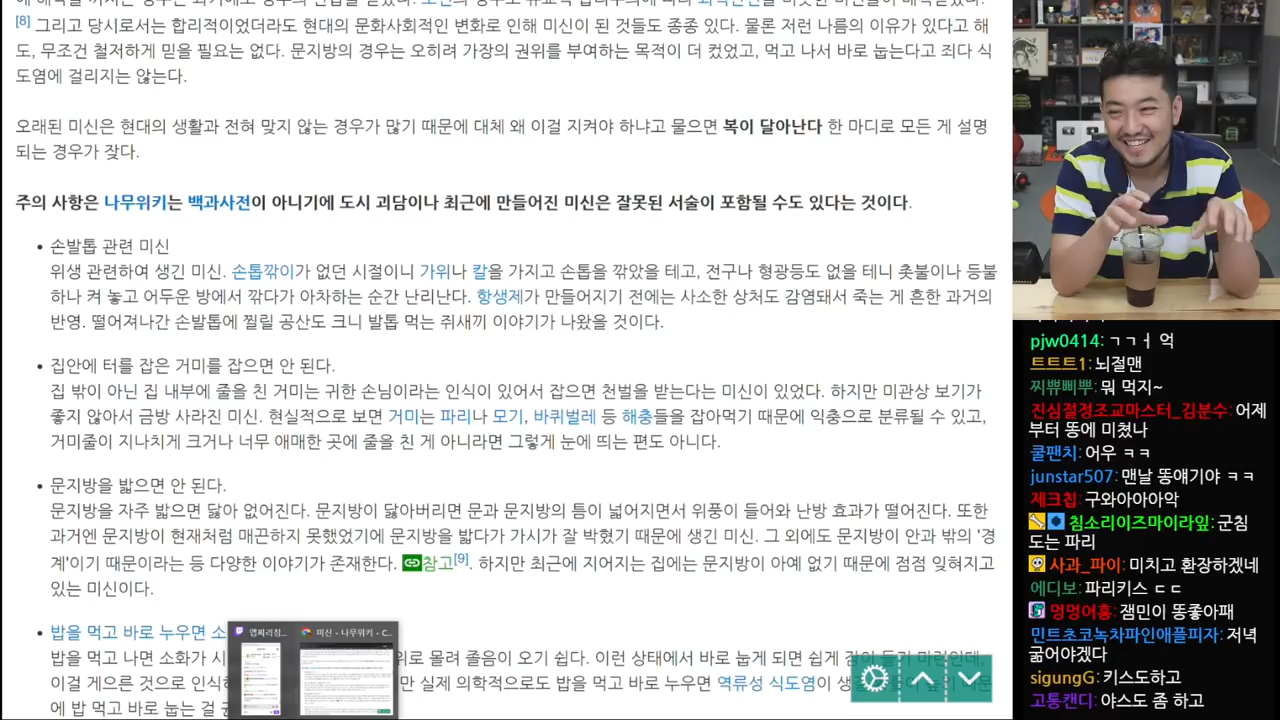 [8] 그리고 당시로서는 합리적이었더라도 현대의 문화사회적인 변화로 인해 미신이 된 것들도 종종 있다. 물론 저런 나름의 이유가 있다고 해
도, 무조건 철저하게 믿을 필요는 없다. 문지방의 경우는 오히려 가장의 권위를 부여하는 목적이 더 컸었고, 먹고 나서 바로 눕는다고 죄다 식
도염에 걸리지는 않는다.
오래된 미신은 현대의 생활과 전혀 맞지 않는 경우가 많기 때문에 대체 왜 이걸 지켜야 하냐고 물으면 복이 달아난다 한 마디로 모든 게 설명
되는 경우가 잦다.
주의 사항은 나무위키는 백과사전이 아니기에 도시 괴담이나 최근에 만들어진 미신은 잘못된 서술이 포함될 수도 있다는 것이다.
• 손발톱 관련 미신
위생 관련하여 생긴 미신. 손톱깎이가 없던 시절이니 가위나 칼을 가지고 손톱을 깎았을 테고, 전구나 형광등도 없을 테니 촛불이나 등불
하나 켜 놓고 어두운 방에서 깎다가 아차하는 순간 난리난다. 항생제가 만들어지기 전에는 사소한 상처도 감염돼서 죽는 게 흔한 과거의
반영. 떨어져나간 손발톱에 찔릴 공산도 크니 발톱 먹는 쥐새끼 이야기가 나왔을 것이다.
• 집안에 터를 잡은 거미를 잡으면 안 된다.
집 밖이 아닌 집 내부에 줄을 친 거미는 귀한 손님이라는 인식이 있어서 잡으면 천벌을 받는다는 미신이 있었다. 하지만 미관상 보기가
좋지 않아서 금방 사라진 미신. 현실적으로 보면 거미는 파리나 모기, 바퀴벌레 등 해충들을 잡아먹기 때문에 익충으로 분류될 수 있고,
거미줄이 지나치게 크거나 너무 애매한 곳에 줄을 친 게 아니라면 그렇게 눈에 띄는 편도 아니다.
• 문지방을 밟으면 안 된다.
문지방을 자주 밟으면 닳아 없어진다. 문지방이 닳아버리면 문과 문지방의 틈이 넓어지면서 위풍이 들어와 난방 효과가 떨어진다. 또한
과거엔 문지방이 현재처럼 매끈하지 못했었기에 문지방을 밟다가 가시가 잘 박혔기 때문에 생긴 미신. 그 외에도 문지방이 안과 밖의 '경
계'이기 때문이라는 등 다양한 이야기가 존재한다. 참고[9]. 하지만 최근에 지어지는 집에는 문지방이 아예 없기 때문에 점점 잊혀지고
있는 미신이다.
• 밥을 먹고 바로 누우면 소
맵찌리침...
미신 - 나무위키 - C...
을 먹고 나면 소화가 시
위로 몰려 졸음이 오기 쉽다. 이런 상태에서 바로
밥 먹고 바로 눕는 걸
pjw0414: ㄱㄱㅓ 억
트트트1: 뇌절맨
찌쀼삐뿌: 뭐 먹지~
진심절정조교마스터_김분수: 어제
부터 똥에 미쳤나
쿨팬치: 어우 ㅋㅋ
junstar507: 맨날 똥얘기야 ㅋㅋ
제크칩: 구와아아아악
침소리이즈마이라잎: 군침
도는 파리
사과_파이: 미치고 환장하겠네
에디보: 파리키스 ㄷㄷ
멍멍어흥: 잼민이 똥좋아패
민트초코녹차파인애플피자: 저녁
굶어야겠다
sigungG: 키스도하고
고통캔디: 야스도 좀 하고